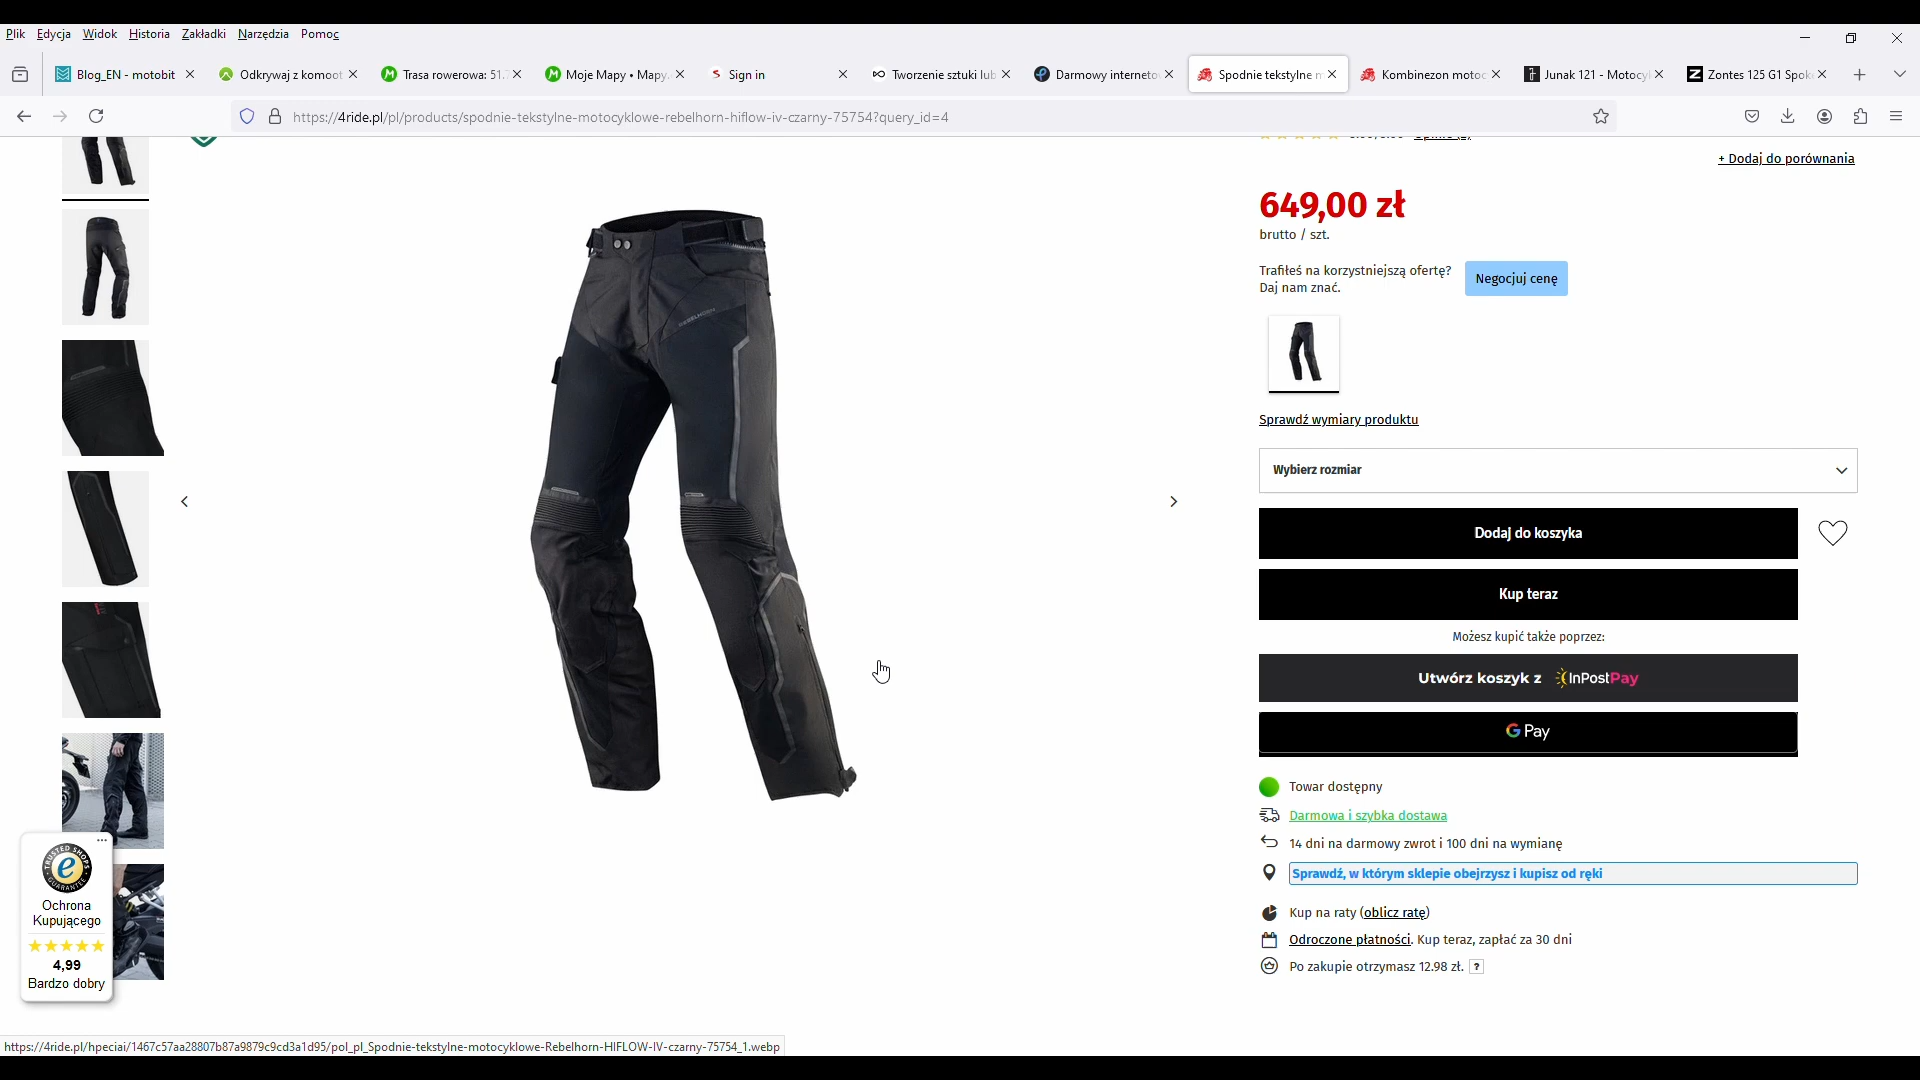 Plik Edycja Widok Historia Zakładki Narzędzia Pomoc
Blog_EN - motobit
Odkrywaj z komoot
Trasa rowerowa: 51.
Moje Mapy • Mapy.
Sign in
Tworzenie sztuki lub
Darmowy interneto
Spodnie tekstylne m
Kombinezon motoc
Junak 121 - Motocyk
Zontes 125 G1 Spok
https://4ride.pl/pl/products/spodnie-tekstylne-motocyklowe-rebelhorn-hiflow-iv-czarny-75754?query_id=4
+ Dodaj do porównania
649,00 zł
brutto / szt.
Trafiłeś na korzystniejszą ofertę?
Daj nam znać.
Negocjuj cenę
REBELHORN
Sprawdź wymiary produktu
Wybierz rozmiar
Dodaj do koszyka
Kup teraz
Możesz kupić także poprzez:
Utwórz koszyk z InPostPay
G Pay
Towar dostępny
Darmowa i szybka dostawa
14 dni na darmowy zwrot i 100 dni na wymianę
Sprawdź, w którym sklepie obejrzysz i kupisz od ręki
Kup na raty (oblicz ratę)
Odroczone płatności. Kup teraz, zapłać za 30 dni
Po zakupie otrzymasz 12.98 zł. ?
TRUSTED SHOPS
e
GUARANTEE
Ochrona
Kupującego
4,99
Bardzo dobry
https://4ride.pl/hpeciai/1467c57aa28807b87a9879c9cd3a1d95/pol_pl_Spodnie-tekstylne-motocyklowe-Rebelhorn-HIFLOW-IV-czarny-75754_1.webp